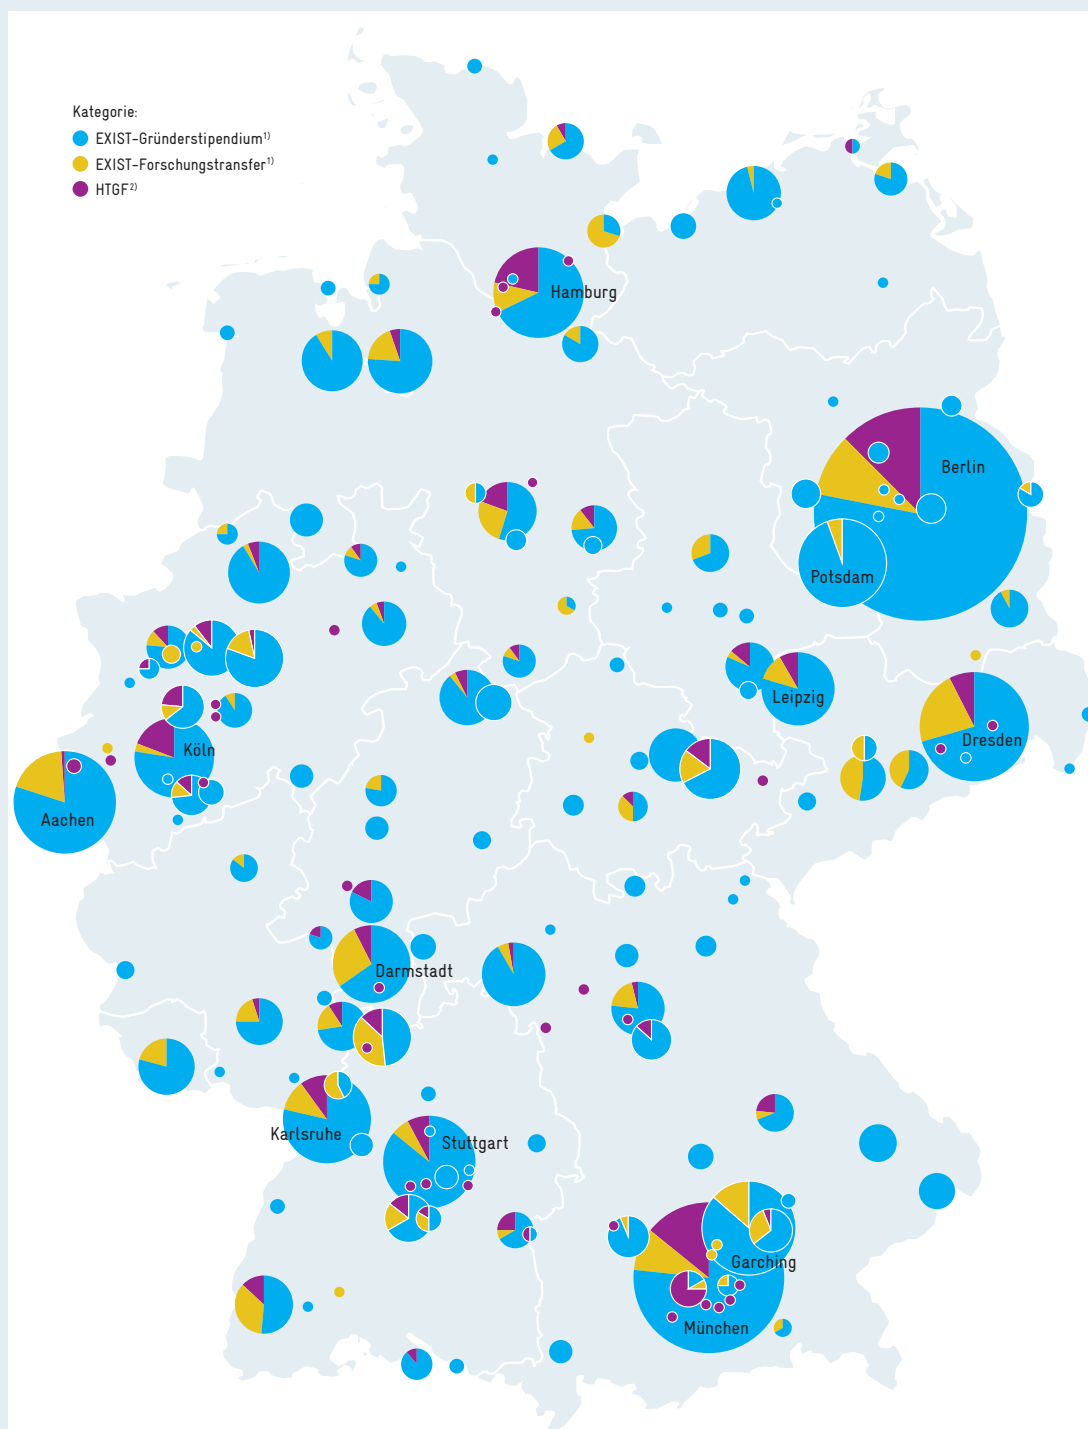 Kategorie:
EXIST-Gründerstipendium1)
EXIST-Forschungstransfer1)
HTGF2)
Hamburg
Berlin
Potsdam
Leipzig
Dresden
Köln
Aachen
Darmstadt
Karlsruhe
Stuttgart
Garching
München